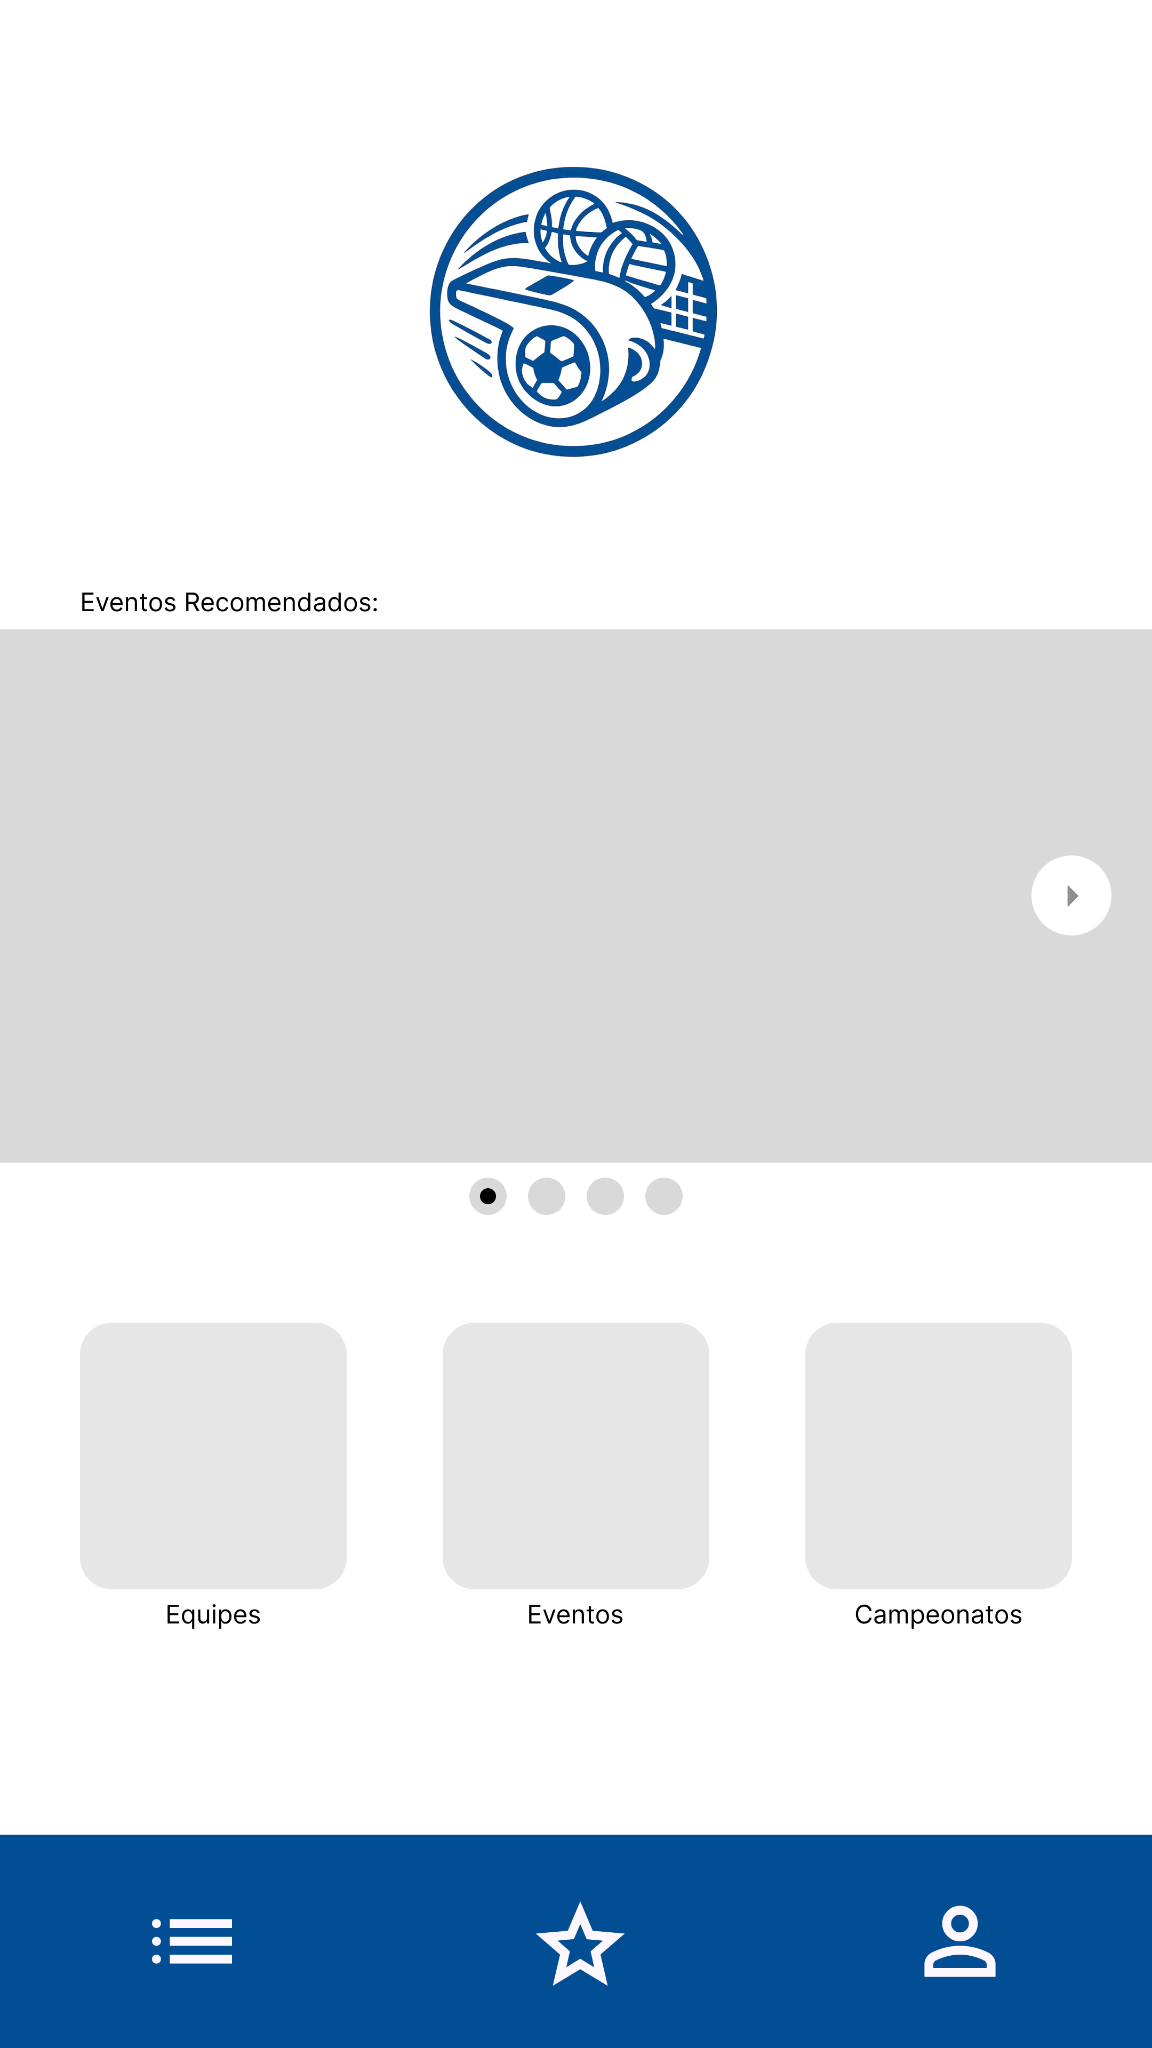 Eventos Recomendados:
Equipes
Eventos
Campeonatos